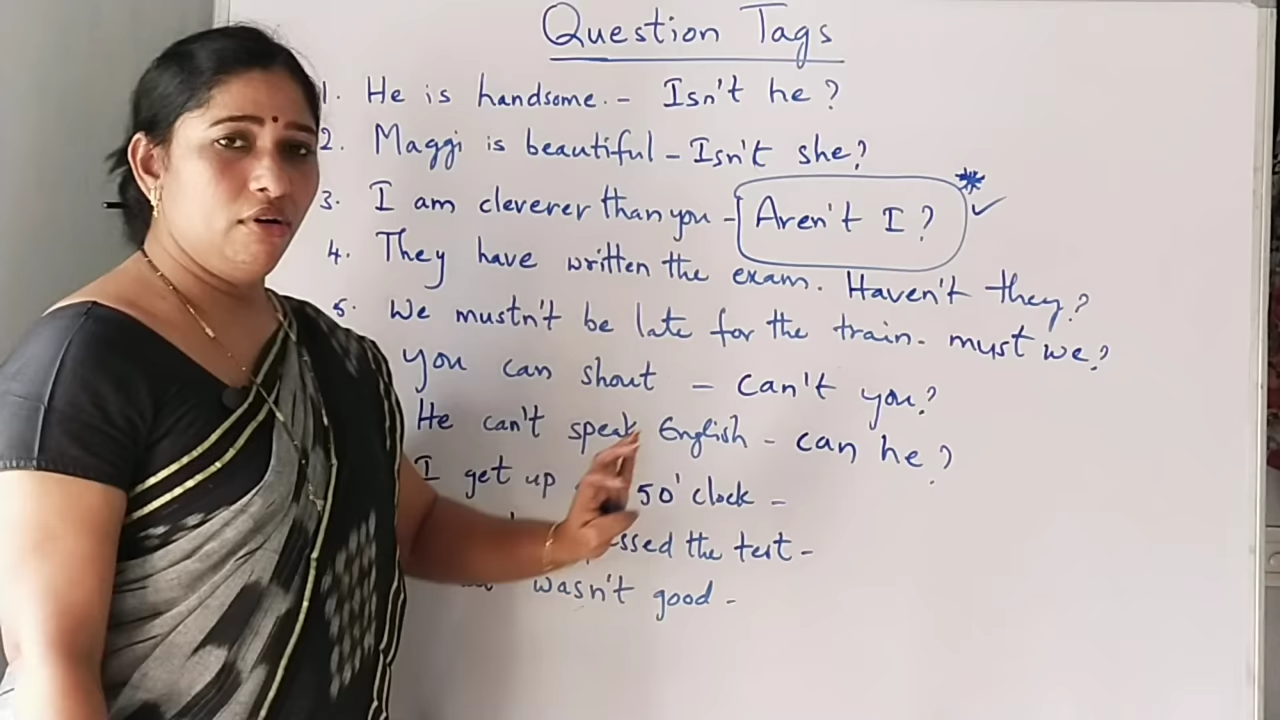 Question Tags
1. He is handsome. - Isn't he?
2. Maggi is beautiful - Isn't she?
3. I am cleverer than you - Aren't I?
4. They have written the exam. Haven't they?
5. We mustn't be late for the train. must we?
you can shout - can't you?
He can't speak English - can he?
I get up 50'clock -
the test -
wasn't good -